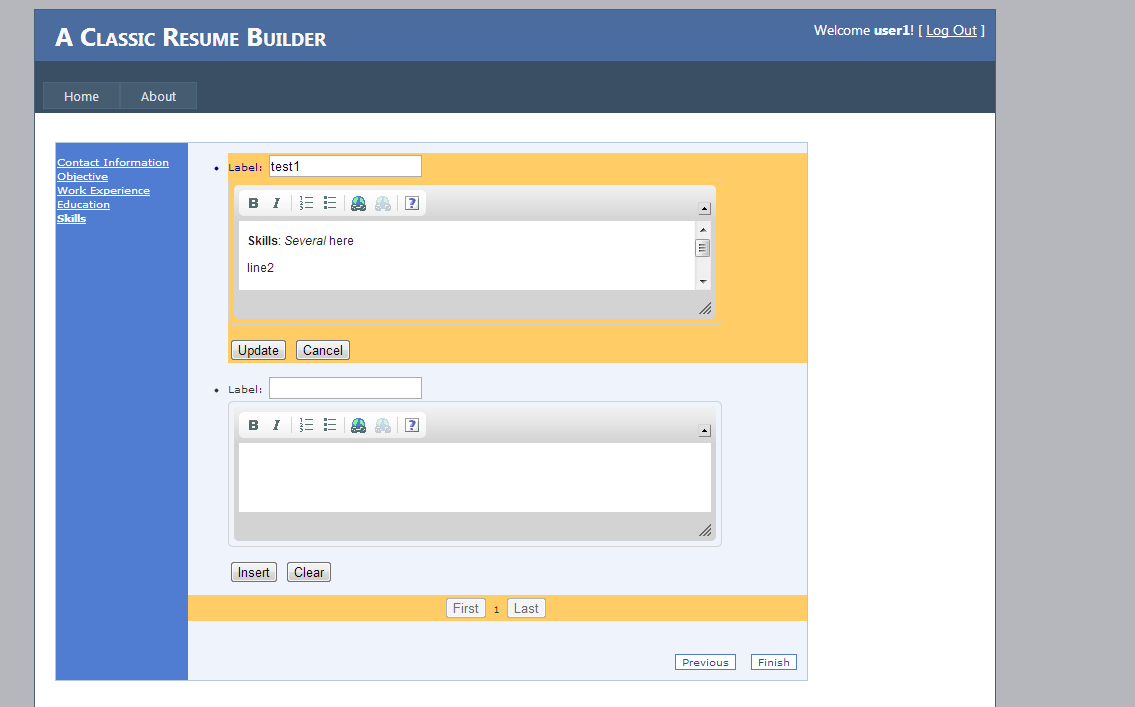 A Classic Resume Builder
Welcome user1! [ Log Out ]
Home
About
Contact Information
Objective
Work Experience
Education
Skills
Label: test1
B I ?
Skills: Several here
line2
Update Cancel
Label:
B I ?
Insert Clear
First 1 Last
Previous Finish